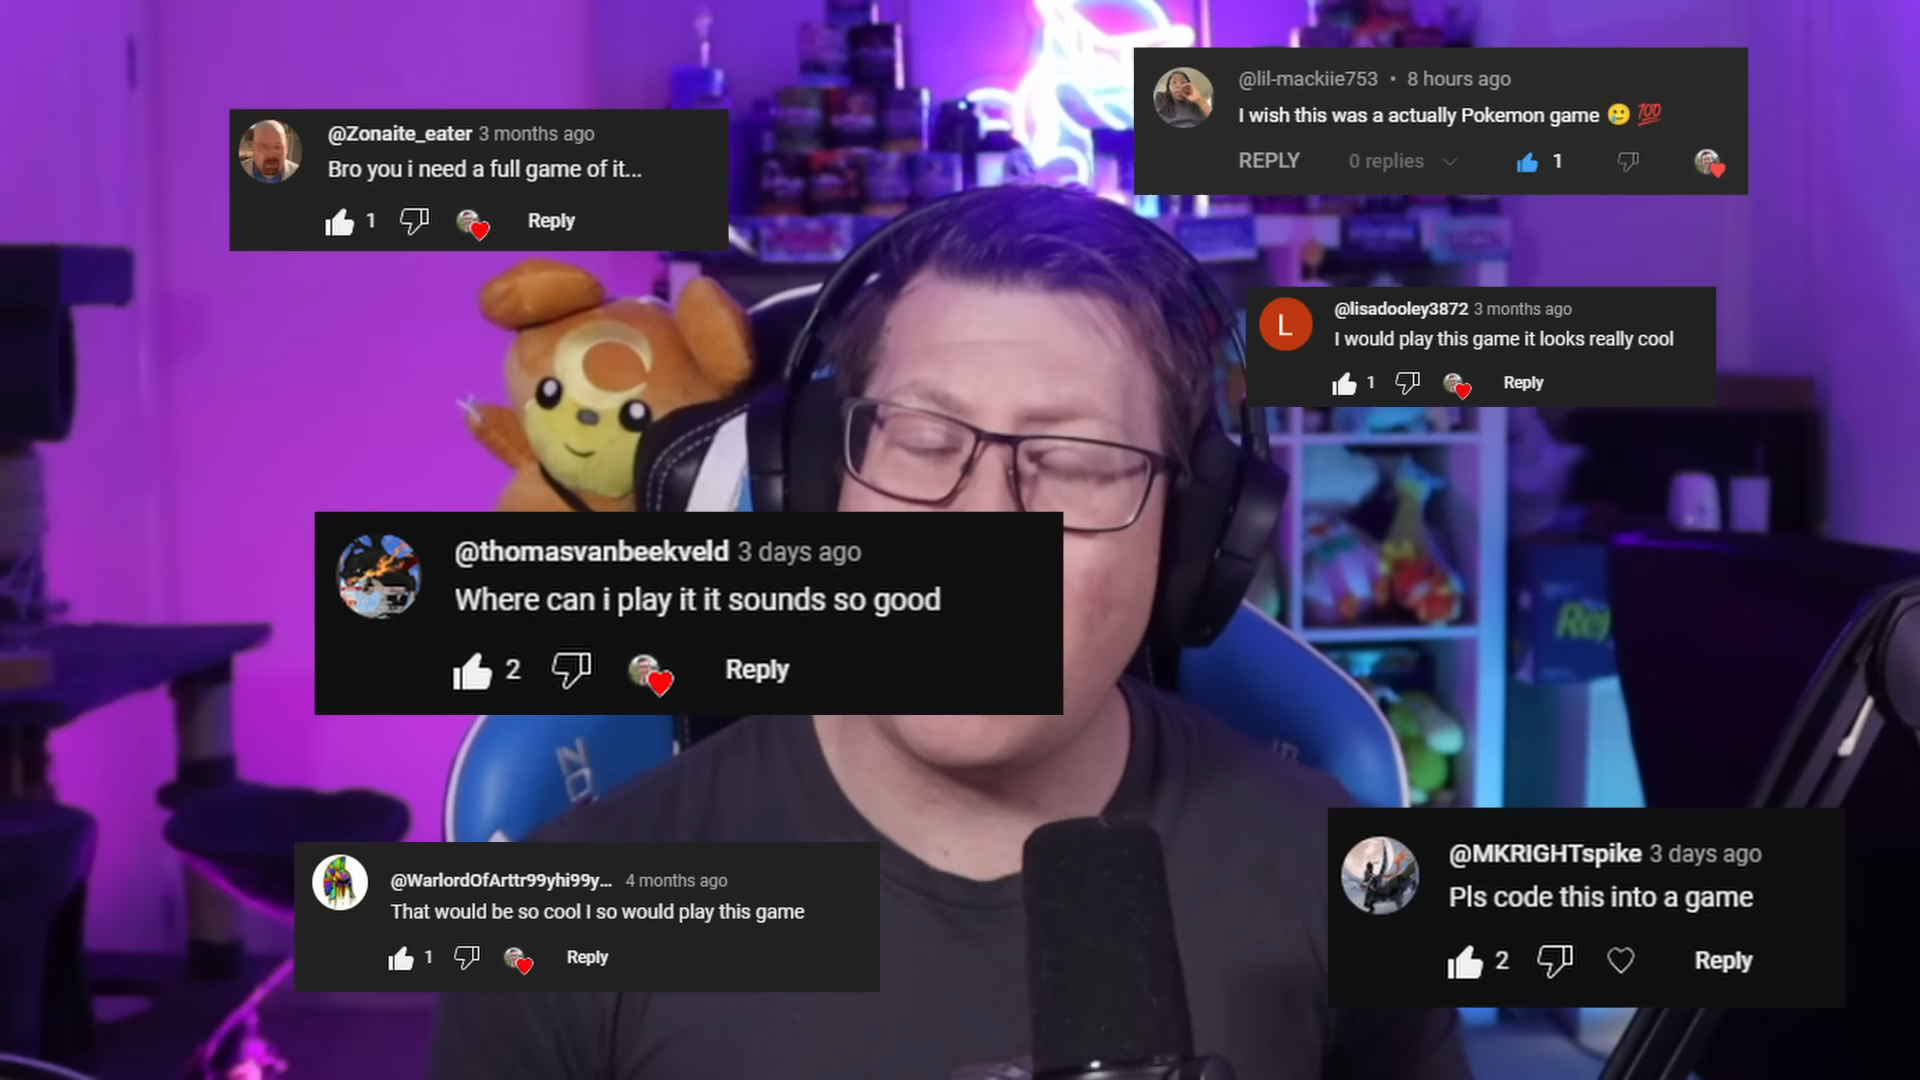 @Zonaite_eater 3 months ago
Bro you i need a full game of it...
1 Reply
@lil-mackiie753 • 8 hours ago
I wish this was a actually Pokemon game 🥲 💯
REPLY 0 replies 1
@lisadooley3872 3 months ago
L
I would play this game it looks really cool
1 Reply
@thomasvanbeekveld 3 days ago
Where can i play it it sounds so good
2 Reply
@WarlordOfArttr99yhi99y... 4 months ago
That would be so cool I so would play this game
1 Reply
@MKRIGHTspike 3 days ago
Pls code this into a game
2 Reply